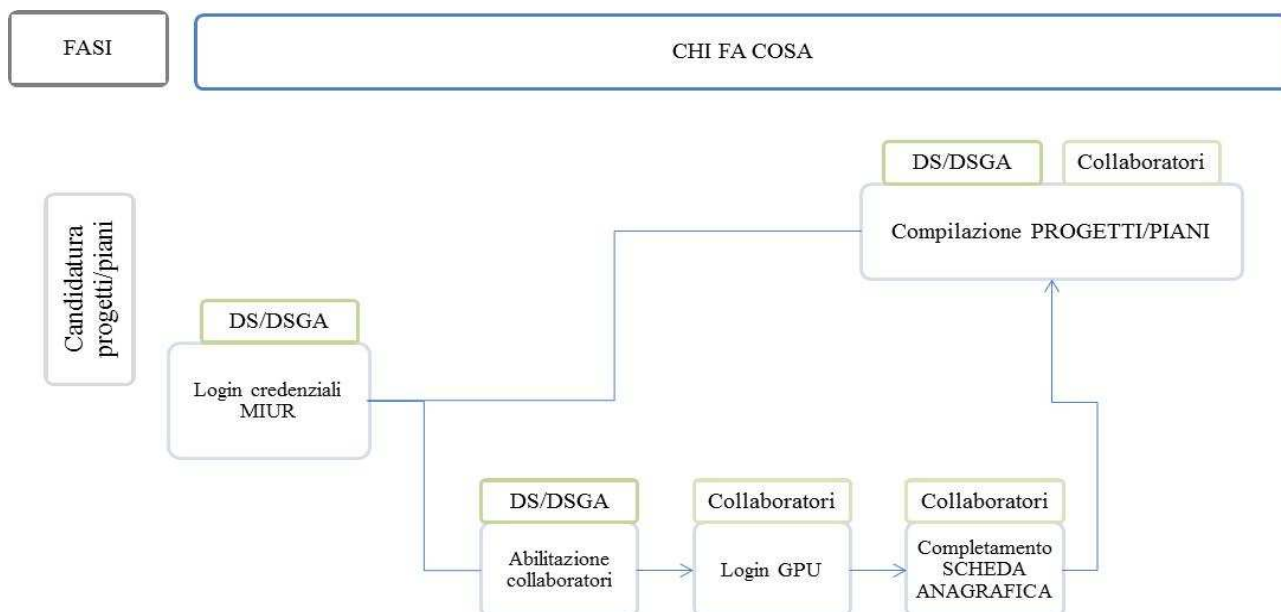 FASI
CHI FA COSA
DS/DSGA
Collaboratori
Compilazione PROGETTI/PIANI
Candidatura
progetti/piani
DS/DSGA
Login credenziali
MIUR
DS/DSGA
Collaboratori
Collaboratori
Abilitazione
collaboratori
Login GPU
Completamento
SCHEDA
ANAGRAFICA